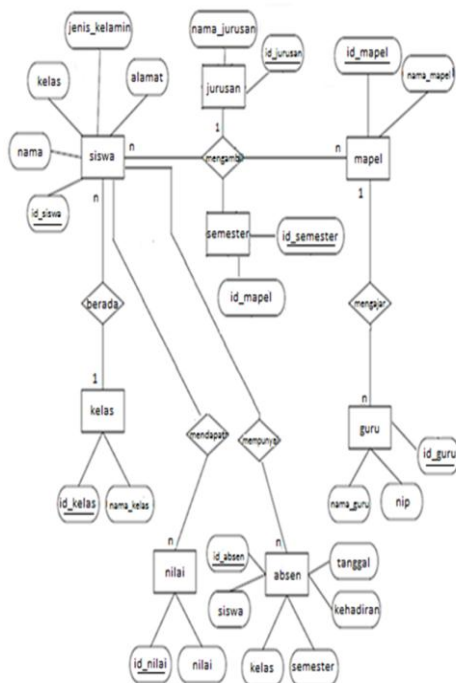 jenis_kelamin
nama_jurusan
id_jurusan
id_mapel
nama_mapel
kelas
alamat
jurusan
nama
siswa
n
1
mengambil
n
mapel
n
1
id_siswa
semester
id_semester
id_mapel
berada
mengajar
1
n
kelas
mendapatk
mempunya
guru
id_guru
id_kelas
nama_kelas
nama_guru
nip
n
n
id_absen
tanggal
nilai
absen
siswa
kehadiran
id_nilai
nilai
kelas
semester